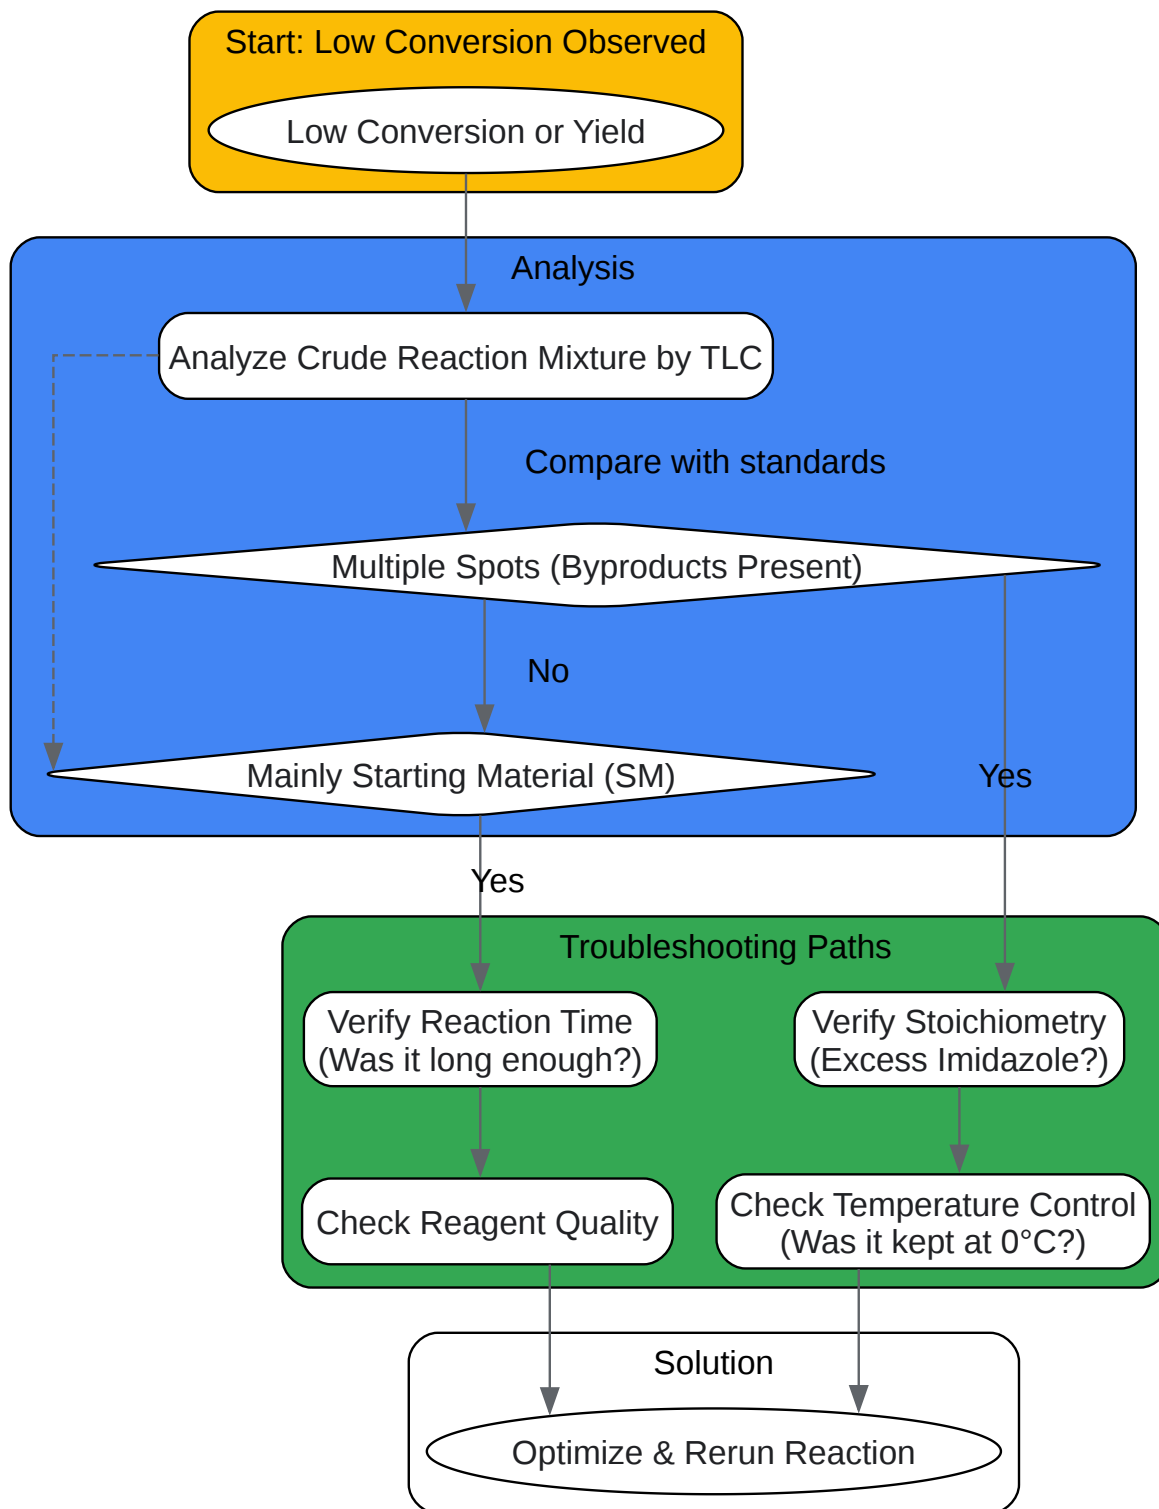 Start: Low Conversion Observed
Low Conversion or Yield
Analysis
Analyze Crude Reaction Mixture by TLC
Compare with standards
Multiple Spots (Byproducts Present)
No
Mainly Starting Material (SM)
Yes
Yes
Troubleshooting Paths
Verify Reaction Time
(Was it long enough?)
Verify Stoichiometry
(Excess Imidazole?)
Check Reagent Quality
Check Temperature Control
(Was it kept at 0°C?)
Solution
Optimize & Rerun Reaction